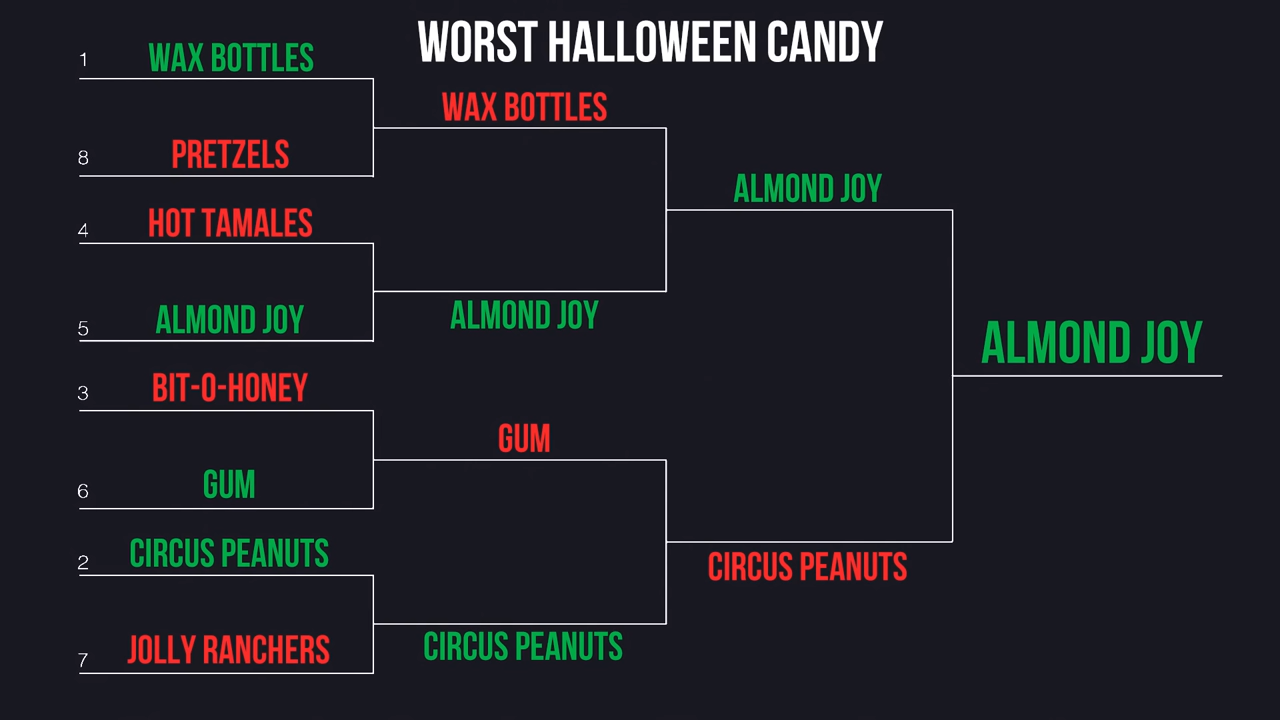 WORST HALLOWEEN CANDY
1 WAX BOTTLES
8 PRETZELS
4 HOT TAMALES
5 ALMOND JOY
3 BIT-O-HONEY
6 GUM
2 CIRCUS PEANUTS
7 JOLLY RANCHERS
WAX BOTTLES
ALMOND JOY
GUM
CIRCUS PEANUTS
ALMOND JOY
CIRCUS PEANUTS
ALMOND JOY